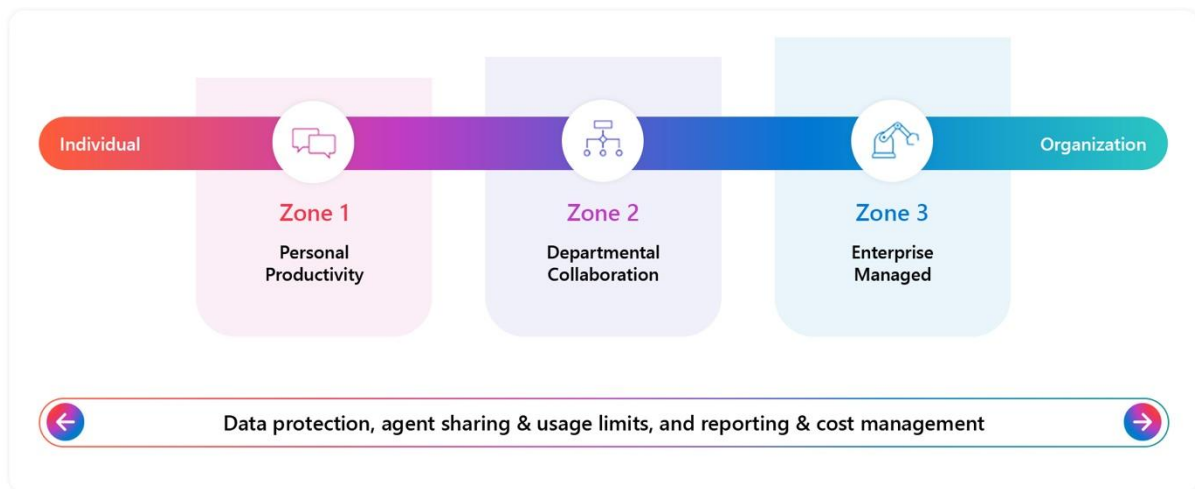 Individual
Organization
Zone 1
Personal
Productivity
Zone 2
Departmental
Collaboration
Zone 3
Enterprise
Managed
Data protection, agent sharing & usage limits, and reporting & cost management